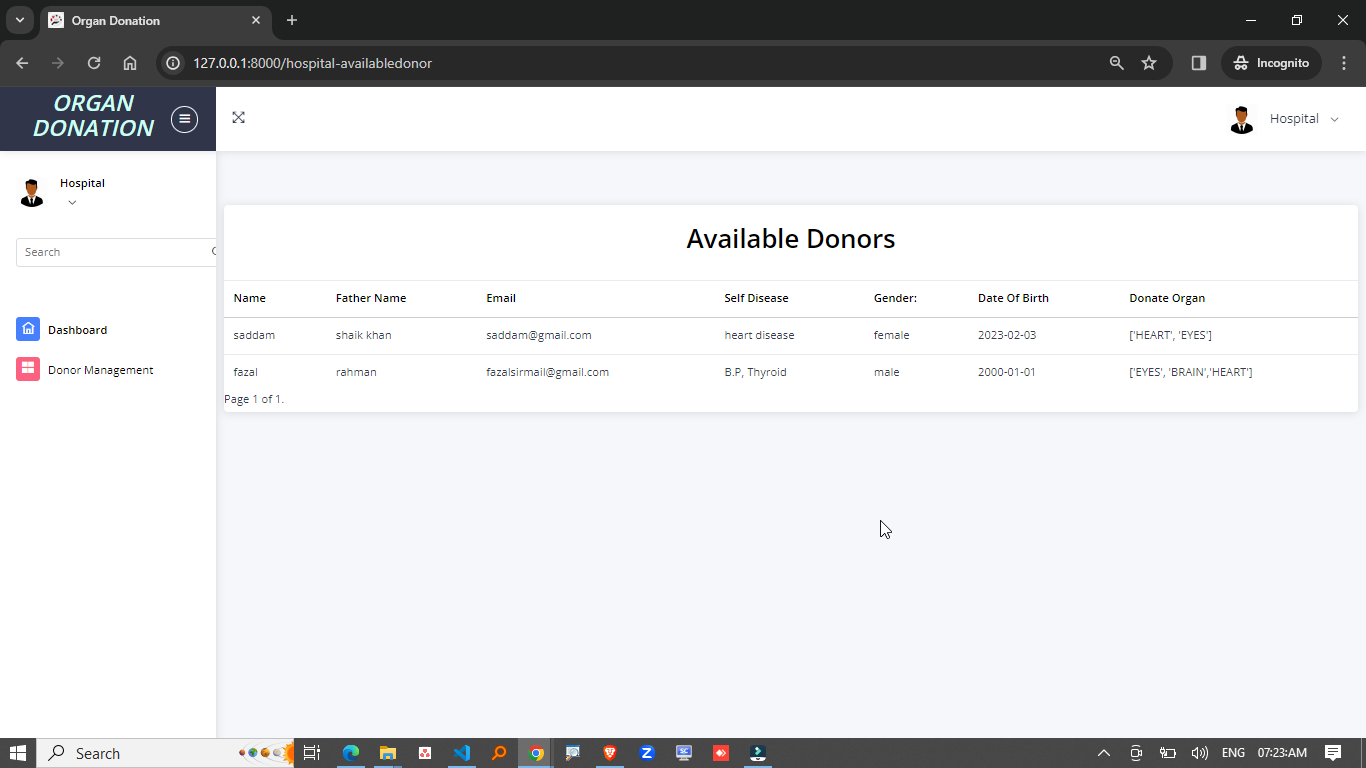 Organ Donation
127.0.0.1:8000/hospital-availabledonor
Incognito
ORGAN
DONATION
Hospital
Hospital
Search
Dashboard
Donor Management
Available Donors
Name Father Name Email Self Disease Gender: Date Of Birth Donate Organ
saddam shaik khan saddam@gmail.com heart disease female 2023-02-03 ['HEART', 'EYES']
fazal rahman fazalsirmail@gmail.com B.P, Thyroid male 2000-01-01 ['EYES', 'BRAIN','HEART']
Page 1 of 1.
Search
ENG
07:23:AM